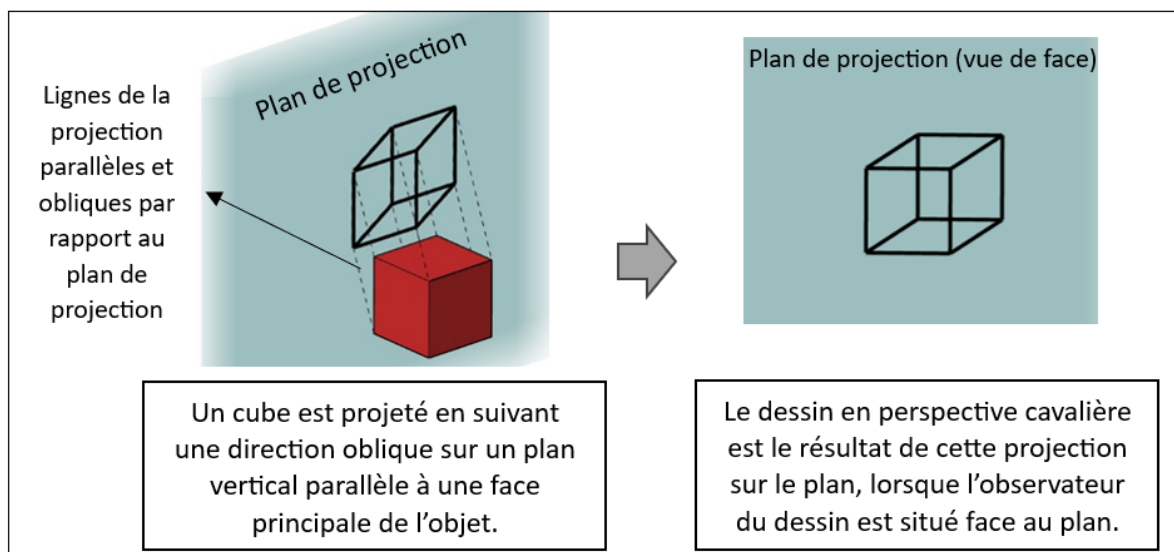 Lignes de la
projection
parallèles et
obliques par
rapport au
plan de
projection
Plan de projection
Plan de projection (vue de face)
Un cube est projeté en suivant
une direction oblique sur un plan
vertical parallèle à une face
principale de l’objet.
Le dessin en perspective cavalière
est le résultat de cette projection
sur le plan, lorsque l’observateur
du dessin est situé face au plan.